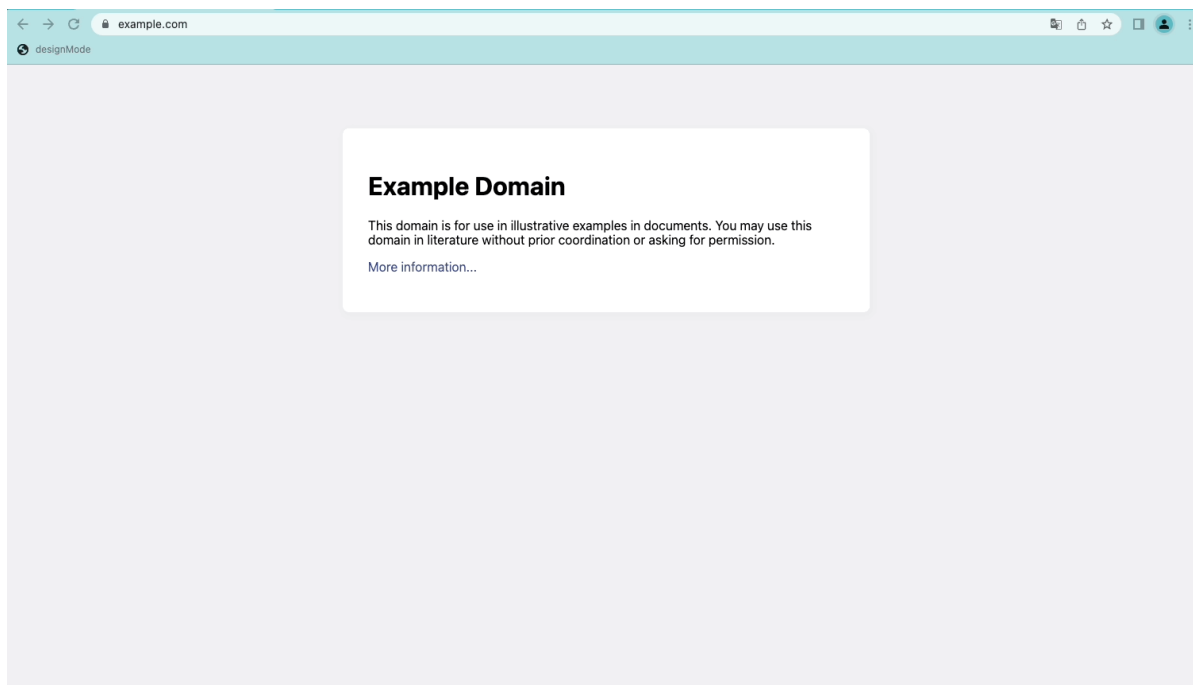 example.com
designMode
Example Domain
This domain is for use in illustrative examples in documents. You may use this
domain in literature without prior coordination or asking for permission.
More information...